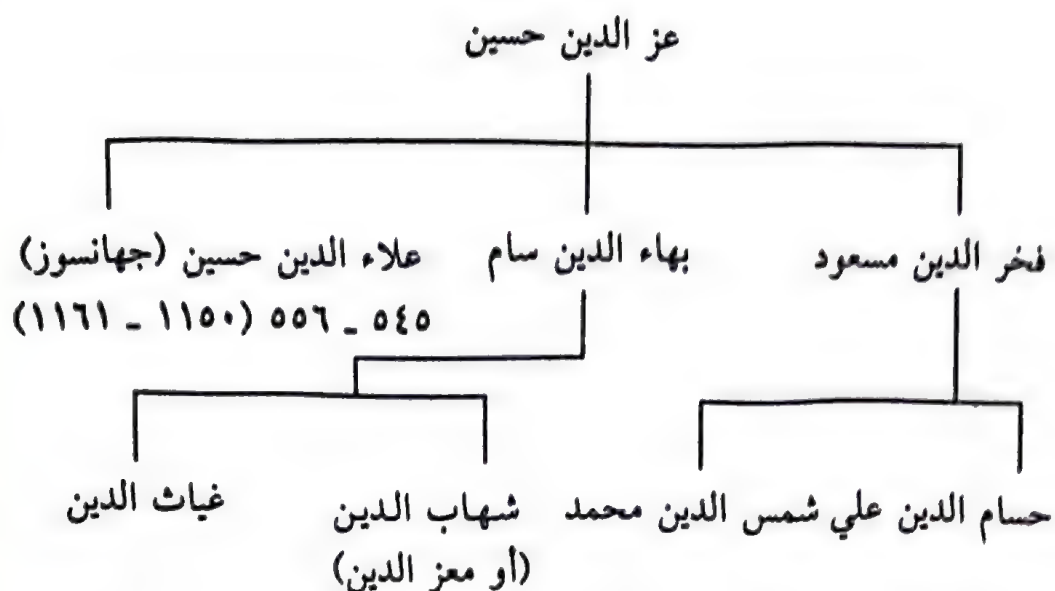 عز الدين حسين
فخر الدين مسعود بهاء الدين سام علاء الدين حسين (جهانسوز)
٥٤٥ - ٥٥٦ (١١٥٠ - ١١٦١)
حسام الدين علي شمس الدين محمد شهاب الدين غياث الدين
(أو معز الدين)